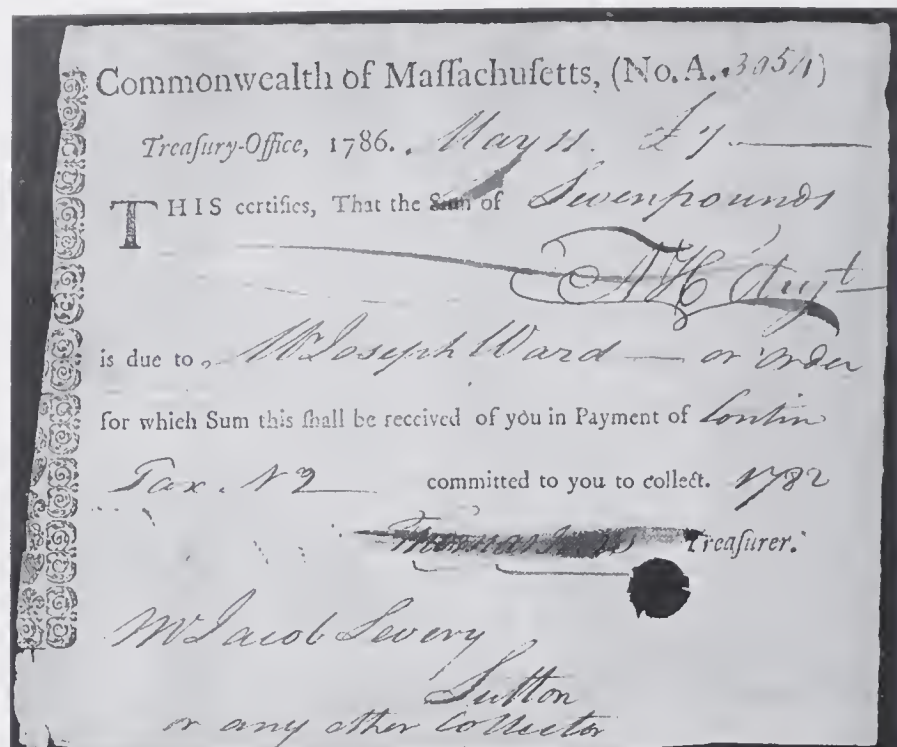 Commonwealth of Maſſachuſetts, (No. A. 3054)
Treaſury-Office, 1786. May 11. £7
THIS certifies, That the Sum of Sevenpounds
is due to Mr Joseph Ward — or order
for which Sum this ſhall be received of you in Payment of Contin
Tax. N 2 committed to you to collect. 1782
Treaſurer.
Mr Jacob Severy
Sutton
or any other Collector